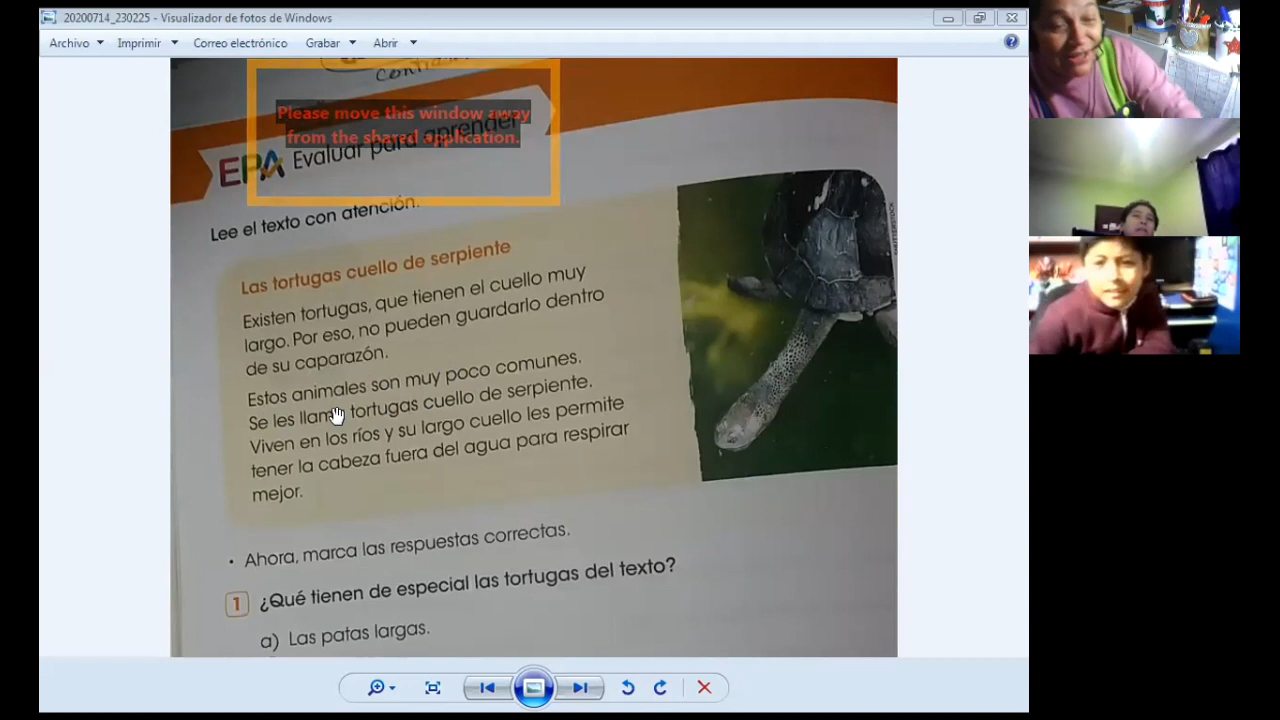 20200714_230225 - Visualizador de fotos de Windows
Archivo Imprimir Correo electrónico Grabar Abrir
Please move this window away
from the shared application.
EPA Evaluar para aprender
Lee el texto con atención.
Las tortugas cuello de serpiente
Existen tortugas, que tienen el cuello muy
largo. Por eso, no pueden guardarlo dentro
de su caparazón.
Estos animales son muy poco comunes.
Se les llama tortugas cuello de serpiente.
Viven en los ríos y su largo cuello les permite
tener la cabeza fuera del agua para respirar
mejor.
SHUTTERSTOCK
• Ahora, marca las respuestas correctas.
1 ¿Qué tienen de especial las tortugas del texto?
a) Las patas largas.